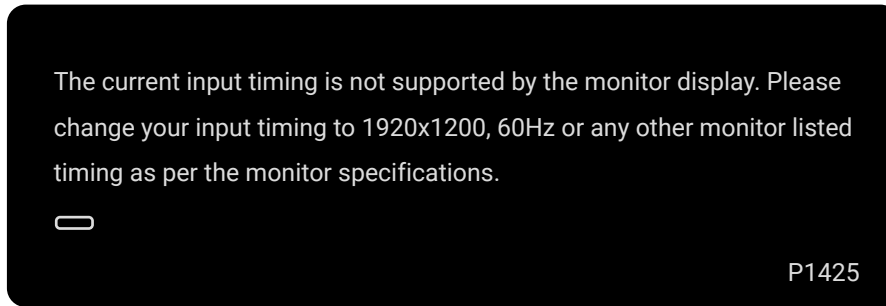 The current input timing is not supported by the monitor display. Please
change your input timing to 1920x1200, 60Hz or any other monitor listed
timing as per the monitor specifications.
P1425